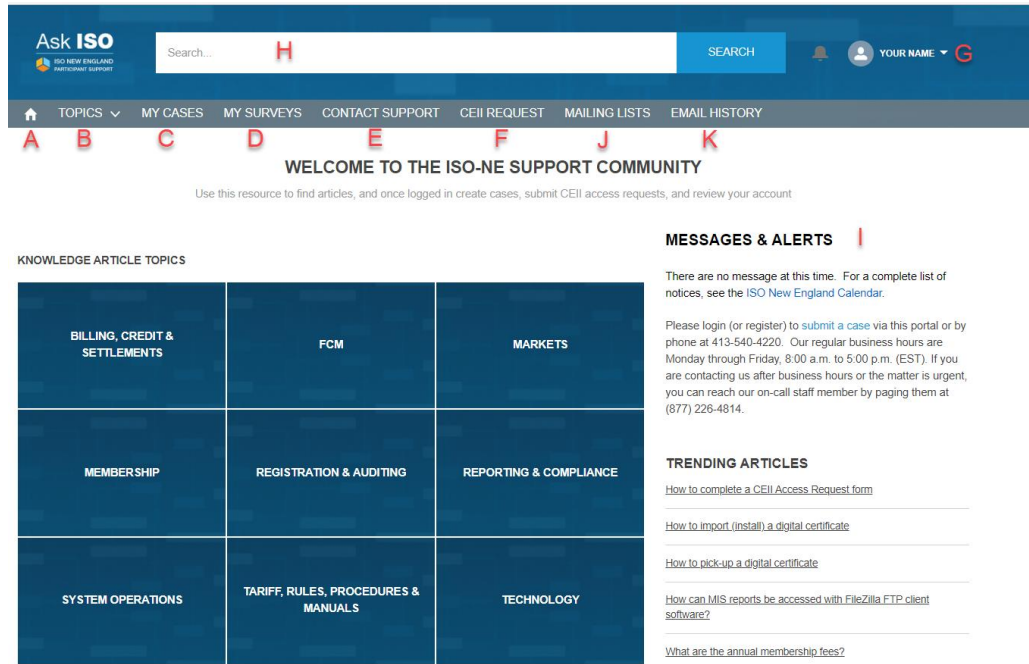 Ask ISO
ISO NEW ENGLAND
PARTICIPANT SUPPORT
Search...
H
SEARCH
YOUR NAME
G
TOPICS
MY CASES
MY SURVEYS
CONTACT SUPPORT
CEII REQUEST
MAILING LISTS
EMAIL HISTORY
A
B
C
D
E
F
J
K
WELCOME TO THE ISO-NE SUPPORT COMMUNITY
Use this resource to find articles, and once logged in create cases, submit CEII access requests, and review your account
KNOWLEDGE ARTICLE TOPICS
BILLING, CREDIT &
SETTLEMENTS
FCM
MARKETS
MEMBERSHIP
REGISTRATION & AUDITING
REPORTING & COMPLIANCE
SYSTEM OPERATIONS
TARIFF, RULES, PROCEDURES &
MANUALS
TECHNOLOGY
MESSAGES & ALERTS
I
There are no message at this time. For a complete list of
notices, see the ISO New England Calendar.
Please login (or register) to submit a case via this portal or by
phone at 413-540-4220. Our regular business hours are
Monday through Friday, 8:00 a.m. to 5:00 p.m. (EST). If you
are contacting us after business hours or the matter is urgent,
you can reach our on-call staff member by paging them at
(877) 226-4814.
TRENDING ARTICLES
How to complete a CEII Access Request form
How to import (install) a digital certificate
How to pick-up a digital certificate
How can MIS reports be accessed with FileZilla FTP client
software?
What are the annual membership fees?